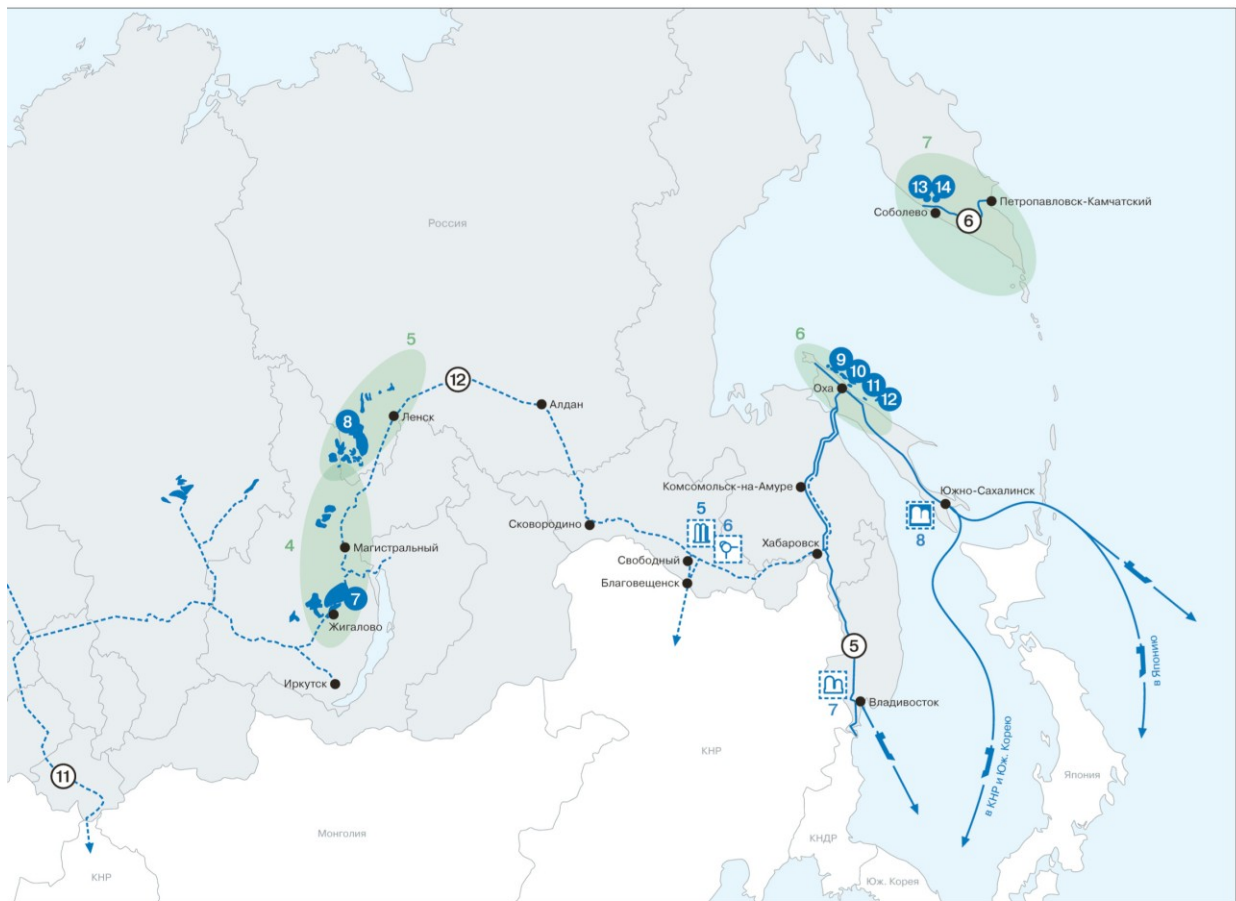 7
13
14
Петропавловск-Камчатский
Соболево
6
Россия
5
6
12
9
10
11
12
Оха
8
Ленск
Алдан
Комсомольск-на-Амуре
Южно-Сахалинск
8
4
Магистральный
Сковородино
5
6
Свободный
Хабаровск
Благовещенск
7
Жигалово
Иркутск
5
7
Владивосток
в Японию
в КНР и Юж. Корею
11
КНР
Япония
Монголия
КНДР
КНР
Юж. Корея